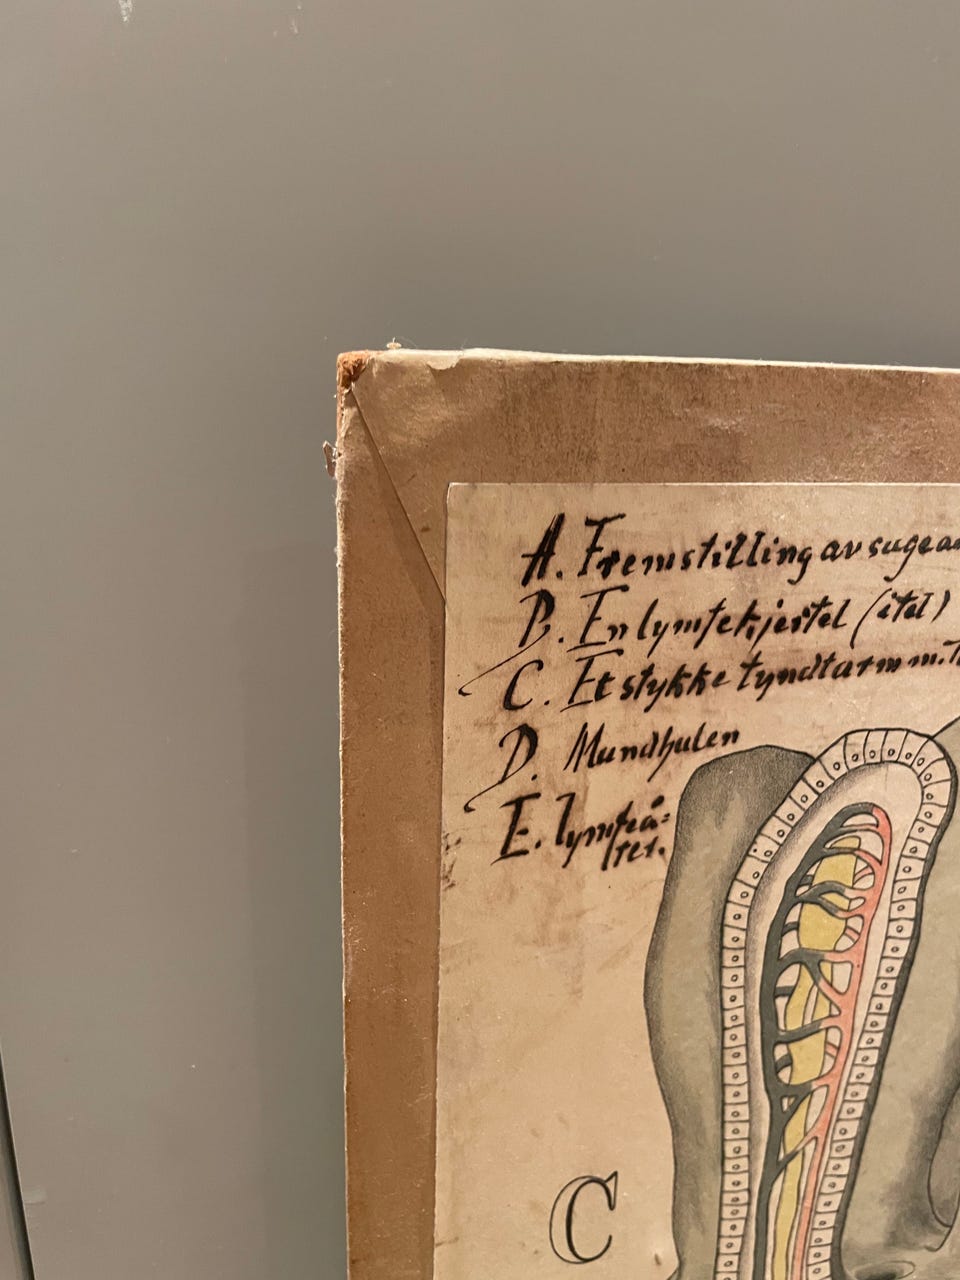 A. Fremstilling av sugea
B. En lymfekjertel (itel)
C. Et stykke tyndtarm m. t
D. Mundhulen
E. lymfeå=
rer.
C